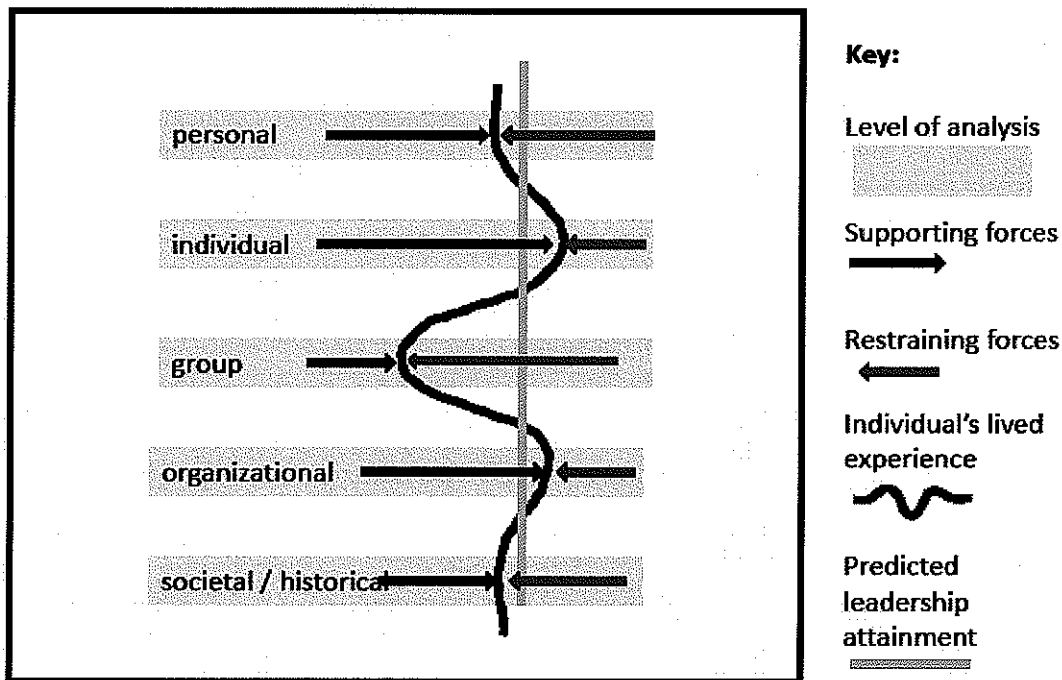 personal
individual
group
organizational
societal / historical
Key:
Level of analysis
Supporting forces
Restraining forces
Individual's lived
experience
Predicted
leadership
attainment